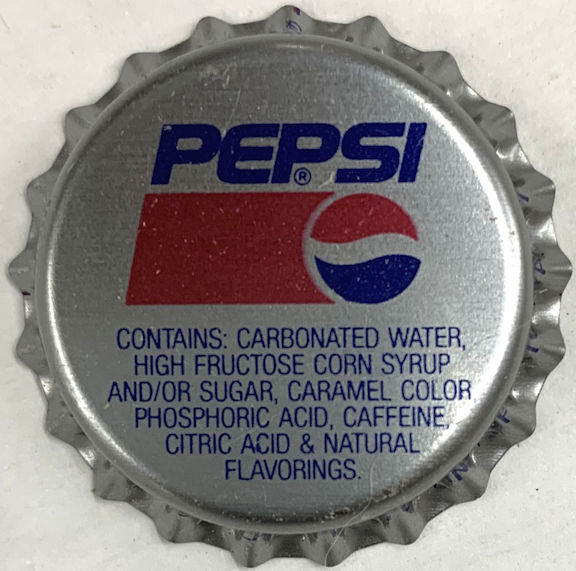 PEPSI®
CONTAINS: CARBONATED WATER,
HIGH FRUCTOSE CORN SYRUP
AND/OR SUGAR, CARAMEL COLOR
PHOSPHORIC ACID, CAFFEINE,
CITRIC ACID & NATURAL
FLAVORINGS.